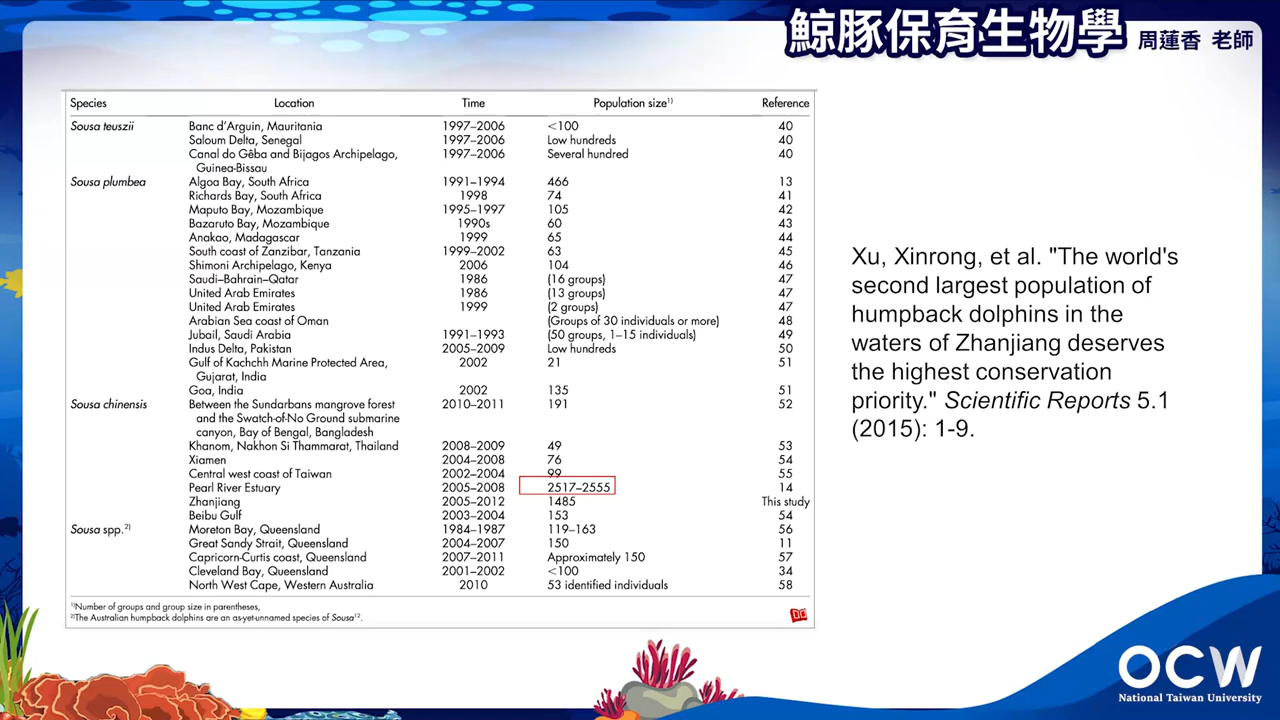 鯨豚保育生物學 周蓮香 老師
Species Location Time Population size1) Reference
Sousa teuszii Banc d'Arguin, Mauritania 1997–2006 <100 40
Saloum Delta, Senegal 1997–2006 Low hundreds 40
Canal do Gêba and Bijagos Archipelago, 1997–2006 Several hundred 40
Guinea-Bissau
Sousa plumbea Algoa Bay, South Africa 1991–1994 466 13
Richards Bay, South Africa 1998 74 41
Maputo Bay, Mozambique 1995–1997 105 42
Bazaruto Bay, Mozambique 1990s 60 43
Anakao, Madagascar 1999 65 44
South coast of Zanzibar, Tanzania 1999–2002 63 45
Shimoni Archipelago, Kenya 2006 104 46
Saudi–Bahrain–Qatar 1986 (16 groups) 47
United Arab Emirates 1986 (13 groups) 47
United Arab Emirates 1999 (2 groups) 47
Arabian Sea coast of Oman (Groups of 30 individuals or more) 48
Jubail, Saudi Arabia 1991–1993 (50 groups, 1–15 individuals) 49
Indus Delta, Pakistan 2005–2009 Low hundreds 50
Gulf of Kachchh Marine Protected Area, 2002 21 51
Gujarat, India
Goa, India 2002 135 51
Sousa chinensis Between the Sundarbans mangrove forest 2010–2011 191 52
and the Swatch-of-No Ground submarine
canyon, Bay of Bengal, Bangladesh
Khanom, Nakhon Si Thammarat, Thailand 2008–2009 49 53
Xiamen 2004–2008 76 54
Central west coast of Taiwan 2002–2004 99 55
Pearl River Estuary 2005–2008 2517–2555 14
Zhanjiang 2005–2012 1485 This study
Beibu Gulf 2003–2004 153 54
Sousa spp.2) Moreton Bay, Queensland 1984–1987 119–163 56
Great Sandy Strait, Queensland 2004–2007 150 11
Capricorn-Curtis coast, Queensland 2007–2011 Approximately 150 57
Cleveland Bay, Queensland 2001–2002 <100 34
North West Cape, Western Australia 2010 53 identified individuals 58
1)Number of groups and group size in parentheses,
2)The Australian humpback dolphins are an as-yet-unnamed species of Sousa12.
Xu, Xinrong, et al. "The world's
second largest population of
humpback dolphins in the
waters of Zhanjiang deserves
the highest conservation
priority." Scientific Reports 5.1
(2015): 1-9.
OCW
National Taiwan University